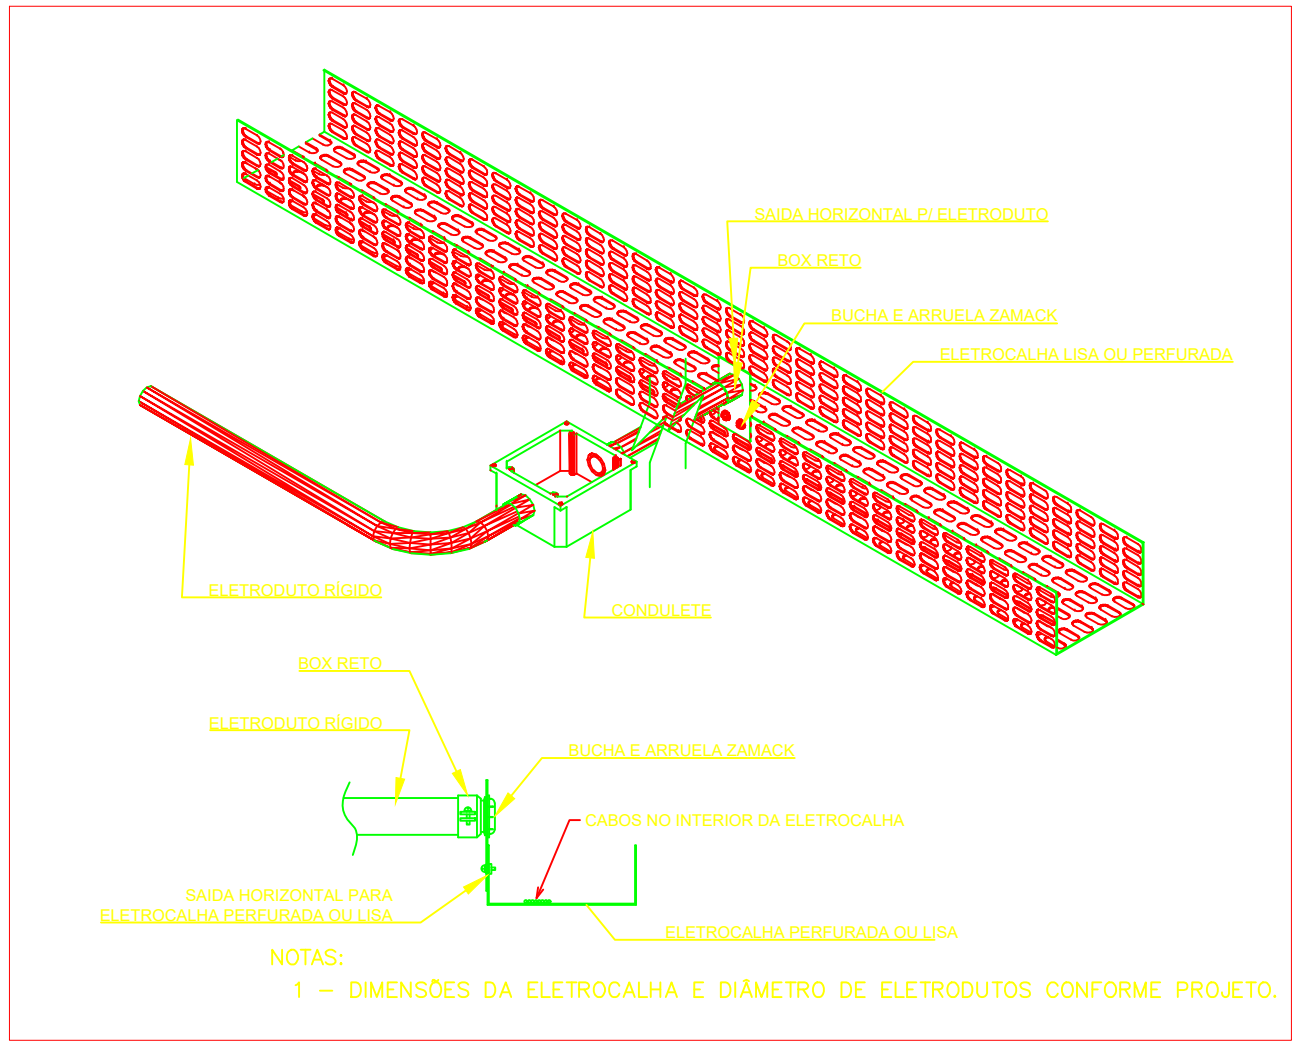 SAIDA HORIZONTAL P/ ELETRODUTO
BOX RETO
BUCHA E ARRUELA ZAMACK
ELETROCALHA LISA OU PERFURADA
ELETRODUTO RÍGIDO
CONDULETE
BOX RETO
ELETRODUTO RÍGIDO
BUCHA E ARRUELA ZAMACK
CABOS NO INTERIOR DA ELETROCALHA
SAIDA HORIZONTAL PARA
ELETROCALHA PERFURADA OU LISA
ELETROCALHA PERFURADA OU LISA
NOTAS:
1 - DIMENSÕES DA ELETROCALHA E DIÂMETRO DE ELETRODUTOS CONFORME PROJETO.